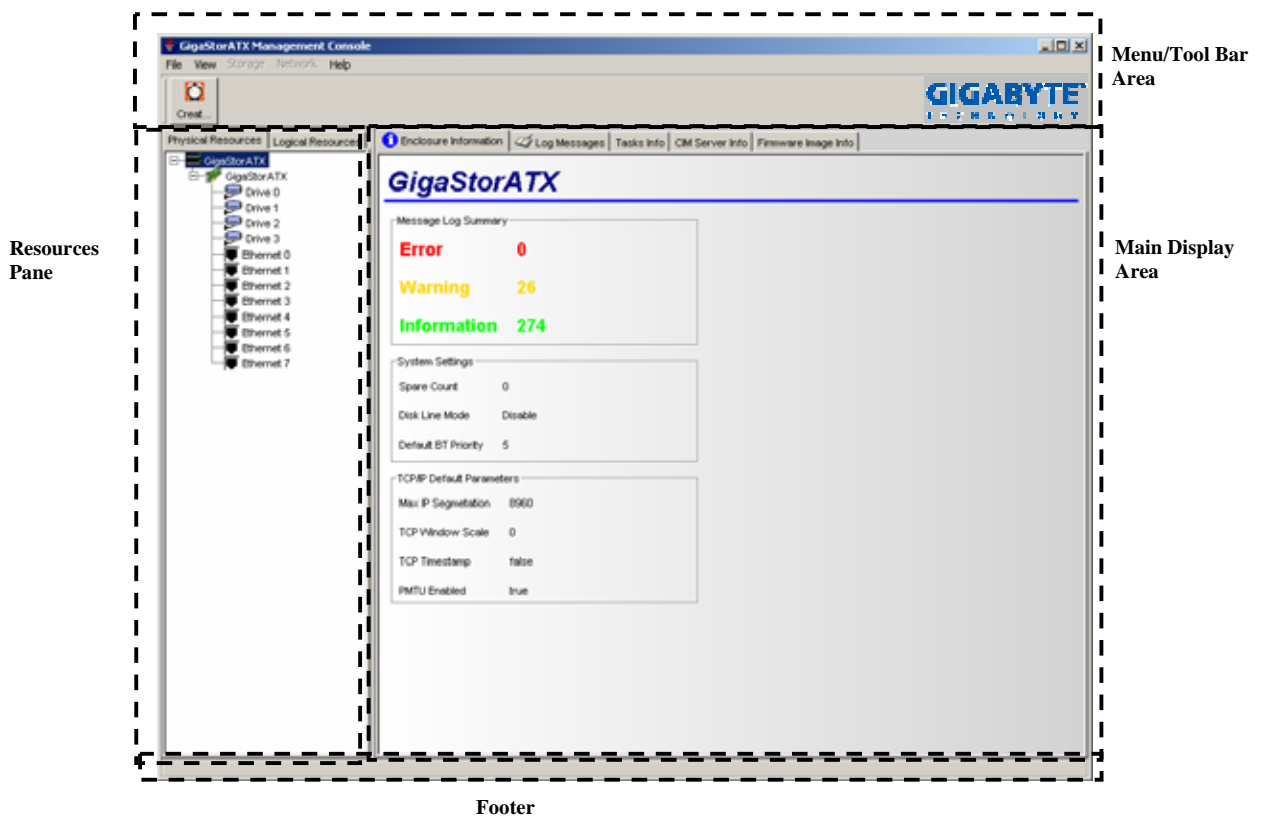 GigaStorATX Management Console
File View Storage Network Help
Creat...
GIGABYTE
TECHNOLOGY
Menu/Tool Bar
Area
Physical Resources Logical Resources
GigaStorATX
GigaStorATX
Drive 0
Drive 1
Drive 2
Drive 3
Ethernet 0
Ethernet 1
Ethernet 2
Ethernet 3
Ethernet 4
Ethernet 5
Ethernet 6
Ethernet 7
Resources
Pane
Enclosure Information Log Messages Tasks Info CIM Server Info Firmware Image Info
GigaStorATX
Message Log Summary
Error 0
Warning 26
Information 274
System Settings
Spare Count 0
Disk Line Mode Disable
Default BT Priority 5
TCP/IP Default Parameters
Max IP Segmetation 8960
TCP Window Scale 0
TCP Timestamp false
PMTU Enabled true
Main Display
Area
Footer